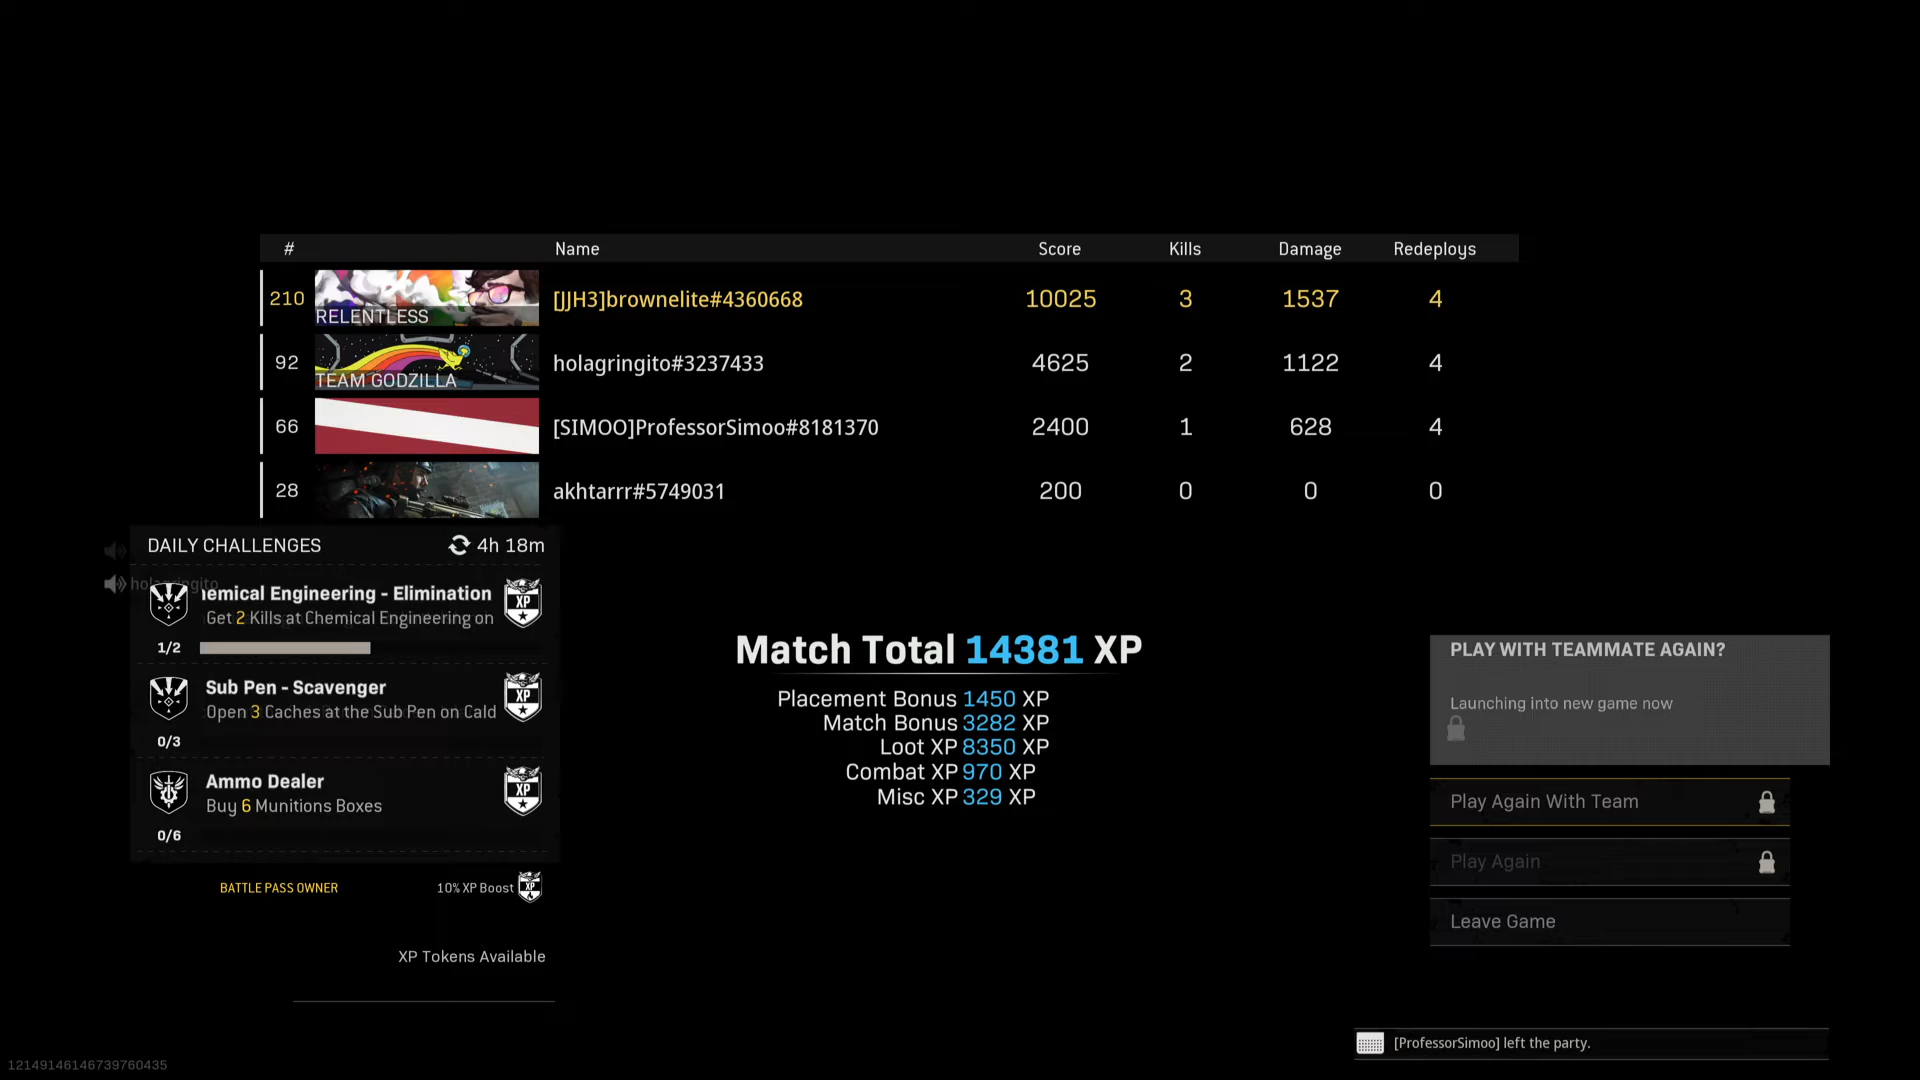 # Name Score Kills Damage Redeploys
210 RELENTLESS [JJH3]brownelite#4360668 10025 3 1537 4
92 TEAM GODZILLA holagringito#3237433 4625 2 1122 4
66 [SIMOO]ProfessorSimoo#8181370 2400 1 628 4
28 akhtarrr#5749031 200 0 0 0
DAILY CHALLENGES 4h 18m
holagringito
hemical Engineering - Elimination XP
Get 2 Kills at Chemical Engineering on
1/2
Sub Pen - Scavenger XP
Open 3 Caches at the Sub Pen on Cald
0/3
Ammo Dealer XP
Buy 6 Munitions Boxes
0/6
BATTLE PASS OWNER 10% XP Boost XP
XP Tokens Available
Match Total 14381 XP
Placement Bonus 1450 XP
Match Bonus 3282 XP
Loot XP 8350 XP
Combat XP 970 XP
Misc XP 329 XP
PLAY WITH TEAMMATE AGAIN?
Launching into new game now
Play Again With Team
Play Again
Leave Game
[ProfessorSimoo] left the party.
12149146146739760435